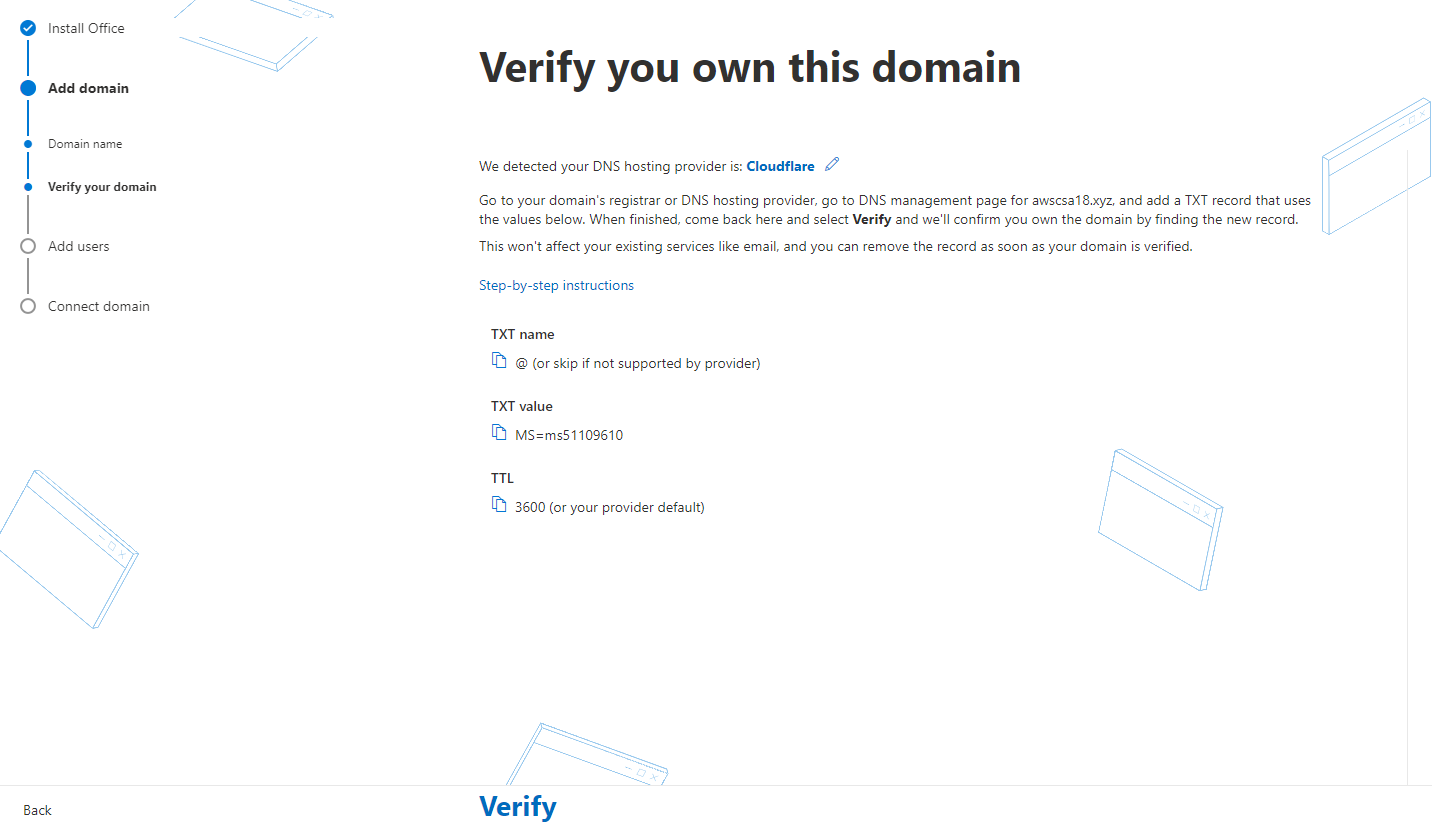 Install Office
Add domain
Domain name
Verify your domain
Add users
Connect domain
Verify you own this domain
We detected your DNS hosting provider is: Cloudflare
Go to your domain's registrar or DNS hosting provider, go to DNS management page for awscsa18.xyz, and add a TXT record that uses
the values below. When finished, come back here and select Verify and we'll confirm you own the domain by finding the new record.
This won't affect your existing services like email, and you can remove the record as soon as your domain is verified.
Step-by-step instructions
TXT name
@ (or skip if not supported by provider)
TXT value
MS=ms51109610
TTL
3600 (or your provider default)
Back
Verify